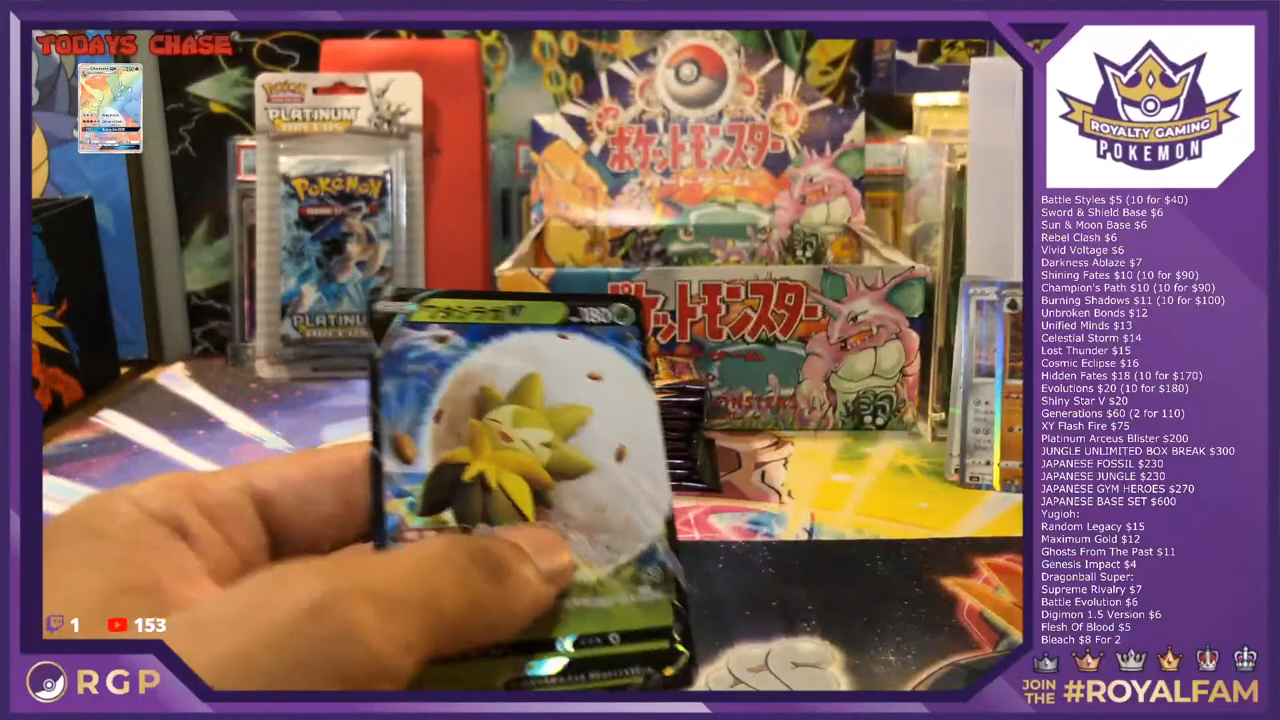 TODAYS CHASE
POKÉMON
PLATINUM
PLATINUM
ポケットモンスター
カードゲーム
ポケットモンスター
MONSTERS
180
ROYALTY GAMING
POKEMON
Battle Styles $5 (10 for $40)
Sword & Shield Base $6
Sun & Moon Base $6
Rebel Clash $6
Vivid Voltage $6
Darkness Ablaze $7
Shining Fates $10 (10 for $90)
Champion's Path $10 (10 for $90)
Burning Shadows $11 (10 for $100)
Unbroken Bonds $12
Unified Minds $13
Celestial Storm $14
Lost Thunder $15
Cosmic Eclipse $16
Hidden Fates $18 (10 for $170)
Evolutions $20 (10 for $180)
Shiny Star V $20
Generations $60 (2 for 110)
XY Flash Fire $75
Platinum Arceus Blister $200
JUNGLE UNLIMITED BOX BREAK $300
JAPANESE FOSSIL $230
JAPANESE JUNGLE $230
JAPANESE GYM HEROES $270
JAPANESE BASE SET $600
Yugioh:
Random Legacy $15
Maximum Gold $12
Ghosts From The Past $11
Genesis Impact $4
Dragonball Super:
Supreme Rivalry $7
Battle Evolution $6
Digimon 1.5 Version $6
Flesh Of Blood $5
Bleach $8 For 2
1 153
RGP
JOIN THE #ROYALFAM